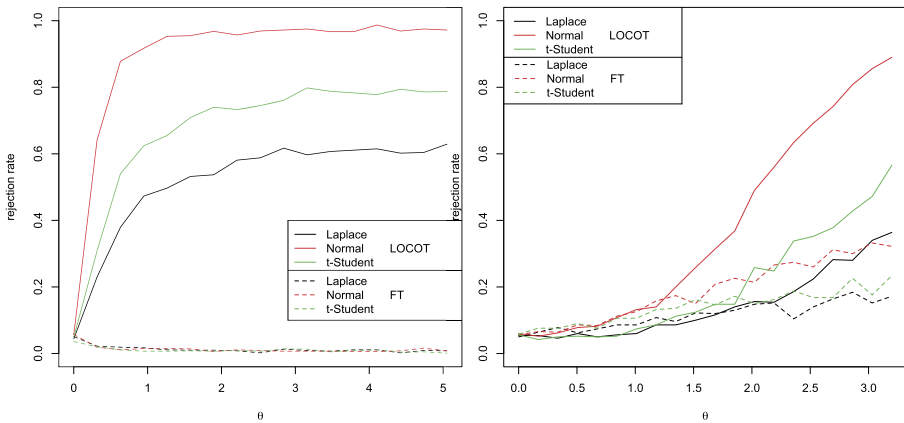 1.0
0.8
0.6
0.4
0.2
0.0
rejection rate
0 1 2 3 4 5
θ
Laplace
Normal LOCOT
t-Student
Laplace
Normal FT
t-Student
1.0
0.8
0.6
0.4
0.2
0.0
rejection rate
0.0 0.5 1.0 1.5 2.0 2.5 3.0
θ
Laplace
Normal LOCOT
t-Student
Laplace
Normal FT
t-Student